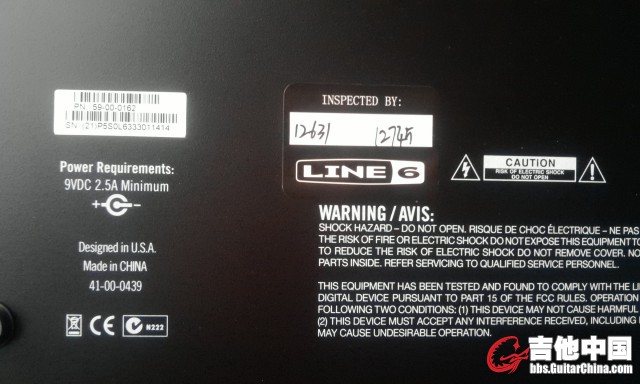 PN: 59-00-0162
SN: (21)P5S0L6333011414
Power Requirements:
9VDC 2.5A Minimum
Designed in U.S.A.
Made in CHINA
41-00-0439
CE
N222
INSPECTED BY:
12631 12745
LINE 6
CAUTION
RISK OF ELECTRIC SHOCK
DO NOT OPEN
WARNING / AVIS:
SHOCK HAZARD – DO NOT OPEN. RISQUE DE CHOC ÉLECTRIQUE – NE PAS
THE RISK OF FIRE OR ELECTRIC SHOCK DO NOT EXPOSE THIS EQUIPMENT TO
TO REDUCE THE RISK OF ELECTRIC SHOCK DO NOT REMOVE COVER. NO
PARTS INSIDE. REFER SERVICING TO QUALIFIED SERVICE PERSONNEL.
THIS EQUIPMENT HAS BEEN TESTED AND FOUND TO COMPLY WITH THE LI
DIGITAL DEVICE PURSUANT TO PART 15 OF THE FCC RULES. OPERATION
FOLLOWING TWO CONDITIONS: (1) THIS DEVICE MAY NOT CAUSE HARMFUL
(2) THIS DEVICE MUST ACCEPT ANY INTERFERENCE RECEIVED, INCLUDING
MAY CAUSE UNDESIRABLE OPERATION.
吉他中国
bbs.GuitarChina.com